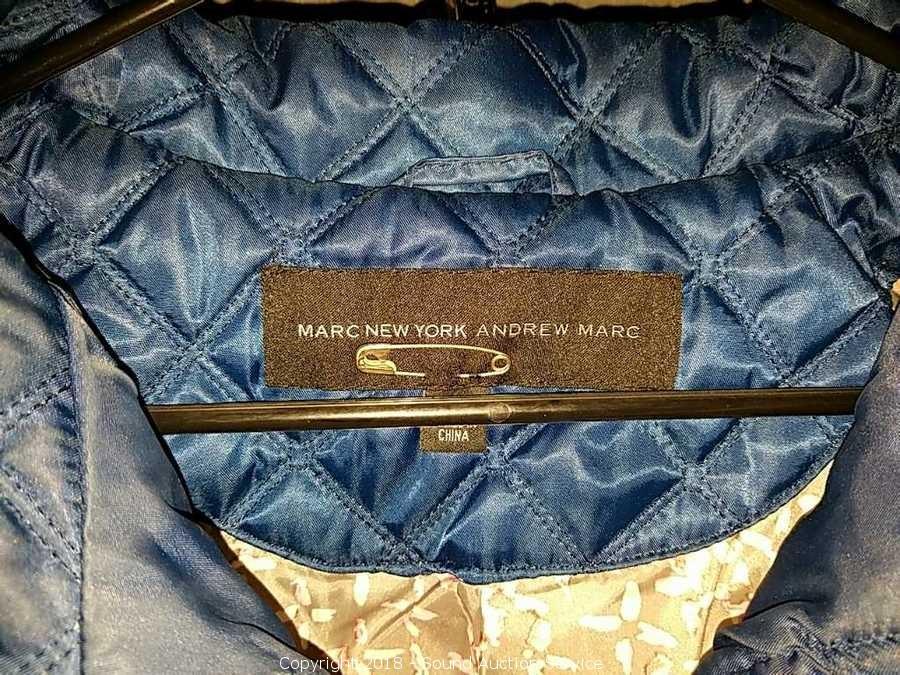 MARC NEW YORK ANDREW MARC
CHINA
Copyright 2018 - Sound Auction Service